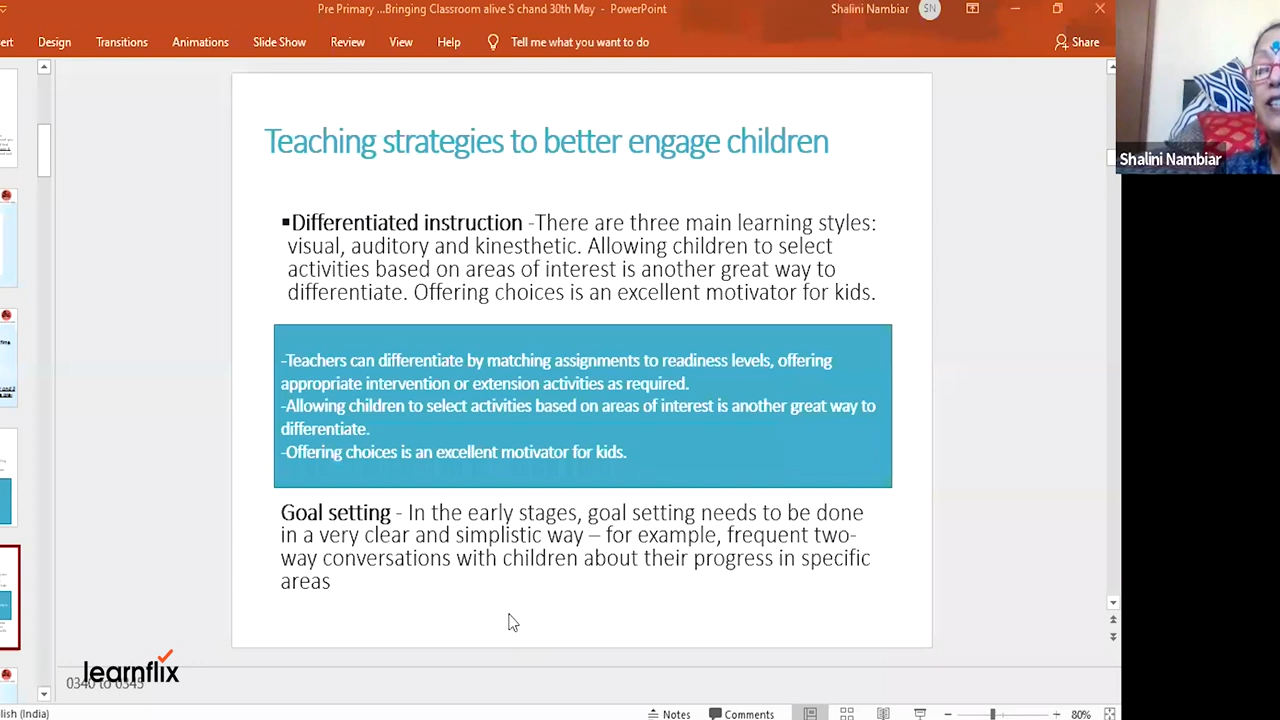 Pre Primary ...Bringing Classroom alive S chand 30th May - PowerPoint
Shalini Nambiar SN
Design Transitions Animations Slide Show Review View Help Tell me what you want to do Share
Shalini Nambiar
Teaching strategies to better engage children
▪Differentiated instruction -There are three main learning styles:
visual, auditory and kinesthetic. Allowing children to select
activities based on areas of interest is another great way to
differentiate. Offering choices is an excellent motivator for kids.
-Teachers can differentiate by matching assignments to readiness levels, offering
appropriate intervention or extension activities as required.
-Allowing children to select activities based on areas of interest is another great way to
differentiate.
-Offering choices is an excellent motivator for kids.
Goal setting - In the early stages, goal setting needs to be done
in a very clear and simplistic way – for example, frequent two-
way conversations with children about their progress in specific
areas
learnflix
0340 to 0345
lish (India) Notes Comments 80%